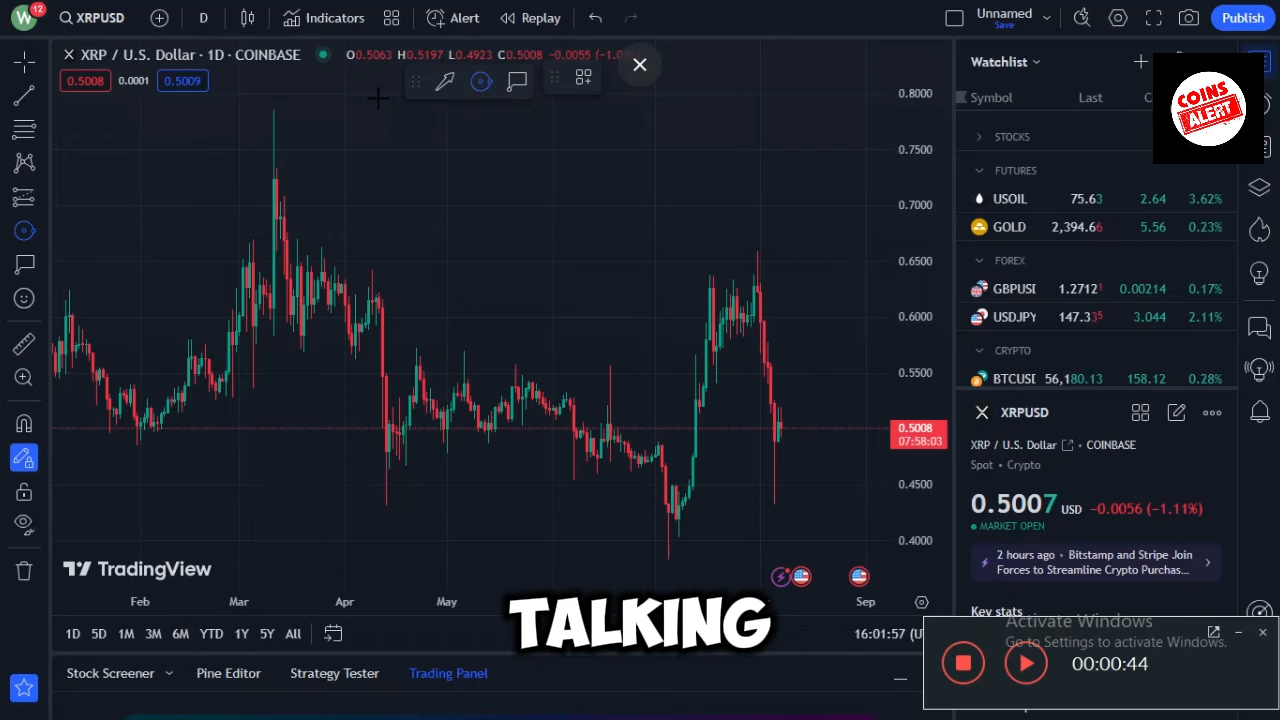 W 12 XRPUSD D Indicators Alert Replay Unnamed Save Publish
XRP / U.S. Dollar · 1D · COINBASE O0.5063 H0.5197 L0.4923 C0.5008 -0.0055
0.5008 0.0001 0.5009
0.8000
0.7500
0.7000
0.6500
0.6000
0.5500
0.5008
07:58:03
0.4500
0.4000
TradingView
Feb Mar Apr May Sep
TALKING
1D 5D 1M 3M 6M YTD 1Y 5Y All
16:01:57
Stock Screener Pine Editor Strategy Tester Trading Panel
Watchlist
Symbol Last C
COINS
ALERT
STOCKS
FUTURES
USOIL 75.63 2.64 3.62%
GOLD 2,394.66 5.56 0.23%
FOREX
GBPUSI 1.2712¹ 0.00214 0.17%
USDJPY 147.3³⁵ 3.044 2.11%
CRYPTO
BTCUSI 56,180.13 158.12 0.28%
XRPUSD
XRP / U.S. Dollar • COINBASE
Spot • Crypto
0.5007 USD -0.0056 (-1.11%)
MARKET OPEN
2 hours ago • Bitstamp and Stripe Join
Forces to Streamline Crypto Purchas...
Key stats
Activate Windows
Go to Settings to activate Windows.
00:00:44